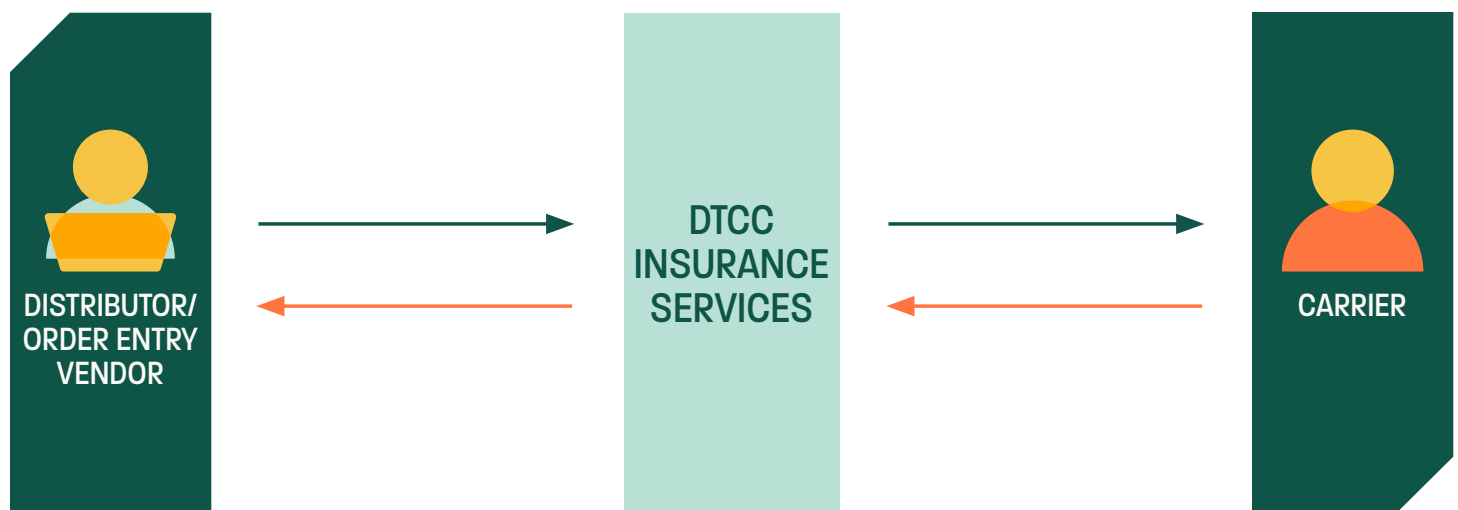 DISTRIBUTOR/
ORDER ENTRY
VENDOR
DTCC
INSURANCE
SERVICES
CARRIER